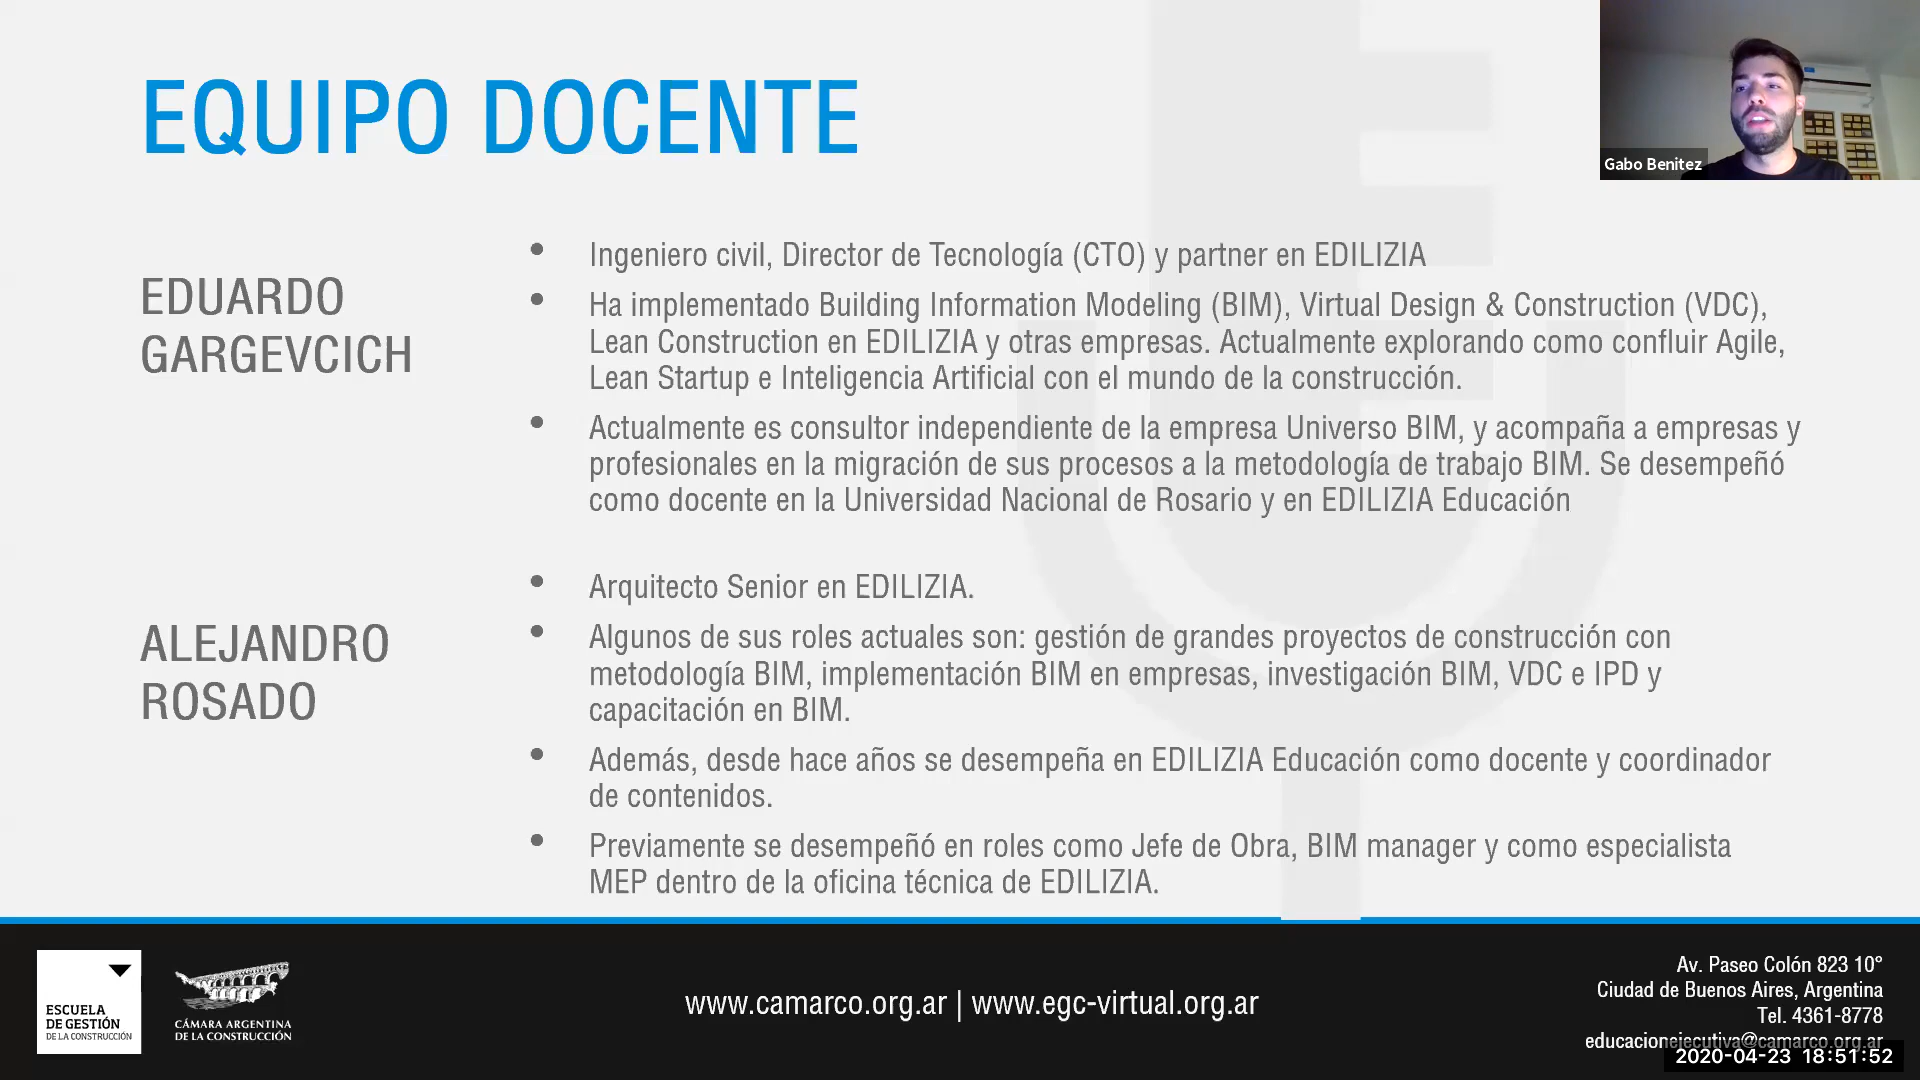 EQUIPO DOCENTE
Gabo Benitez
EDUARDO
GARGEVCICH
• Ingeniero civil, Director de Tecnología (CTO) y partner en EDILIZIA
• Ha implementado Building Information Modeling (BIM), Virtual Design & Construction (VDC),
Lean Construction en EDILIZIA y otras empresas. Actualmente explorando como confluir Agile,
Lean Startup e Inteligencia Artificial con el mundo de la construcción.
• Actualmente es consultor independiente de la empresa Universo BIM, y acompaña a empresas y
profesionales en la migración de sus procesos a la metodología de trabajo BIM. Se desempeñó
como docente en la Universidad Nacional de Rosario y en EDILIZIA Educación
ALEJANDRO
ROSADO
• Arquitecto Senior en EDILIZIA.
• Algunos de sus roles actuales son: gestión de grandes proyectos de construcción con
metodología BIM, implementación BIM en empresas, investigación BIM, VDC e IPD y
capacitación en BIM.
• Además, desde hace años se desempeña en EDILIZIA Educación como docente y coordinador
de contenidos.
• Previamente se desempeñó en roles como Jefe de Obra, BIM manager y como especialista
MEP dentro de la oficina técnica de EDILIZIA.
ESCUELA
DE GESTIÓN
DE LA CONSTRUCCIÓN
CÁMARA ARGENTINA
DE LA CONSTRUCCIÓN
www.camarco.org.ar | www.egc-virtual.org.ar
Av. Paseo Colón 823 10°
Ciudad de Buenos Aires, Argentina
Tel. 4361-8778
educacionejecutiva@camarco.org.ar
2020-04-23 18:51:52